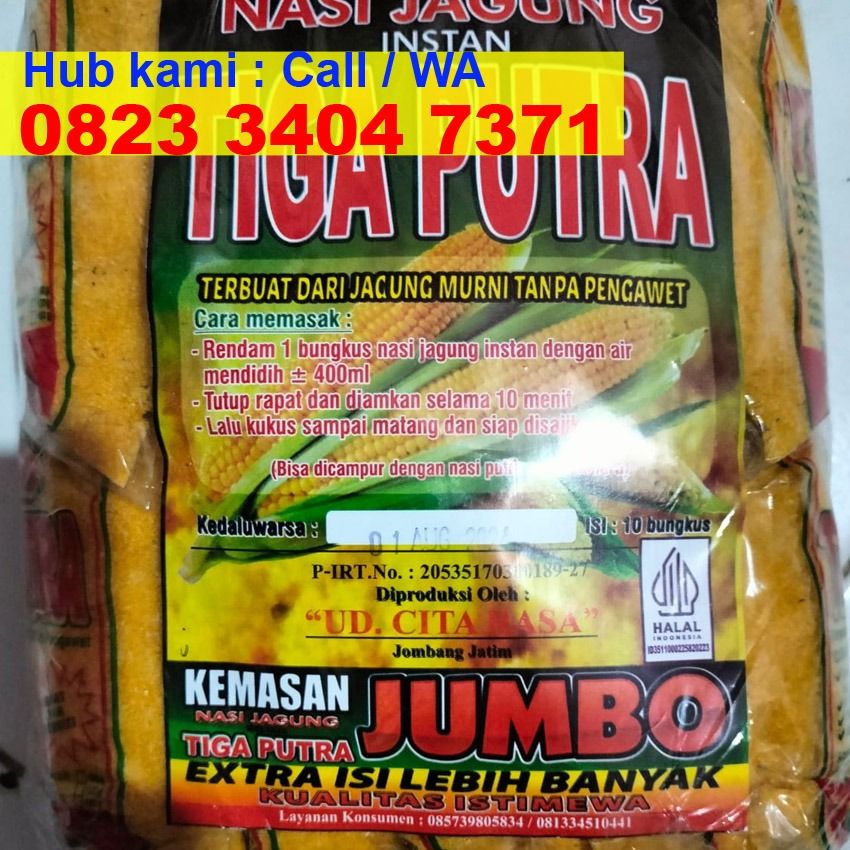 NASI JAGUNG
INSTAN
Hub kami : Call / WA
0823 3404 7371
TIGA PUTRA
TERBUAT DARI JAGUNG MURNI TANPA PENGAWET
Cara memasak :
- Rendam 1 bungkus nasi jagung instan dengan air
mendidih ± 400ml
- Tutup rapat dan diamkan selama 10 menit
- Lalu kukus sampai matang dan siap
(Bisa dicampur dengan nasi
Kedaluwarsa : 01 AUG ISI : 10 bungkus
P-IRT.No. :
Diproduksi Oleh :
"UD. CITA RASA"
Jombang Jatim
HALAL
INDONESIA
ID3511000225820223
KEMASAN
NASI JAGUNG
TIGA PUTRA
JUMBO
EXTRA ISI LEBIH BANYAK
KUALITAS ISTIMEWA
Layanan Konsumen : 085739805834 / 081334510441